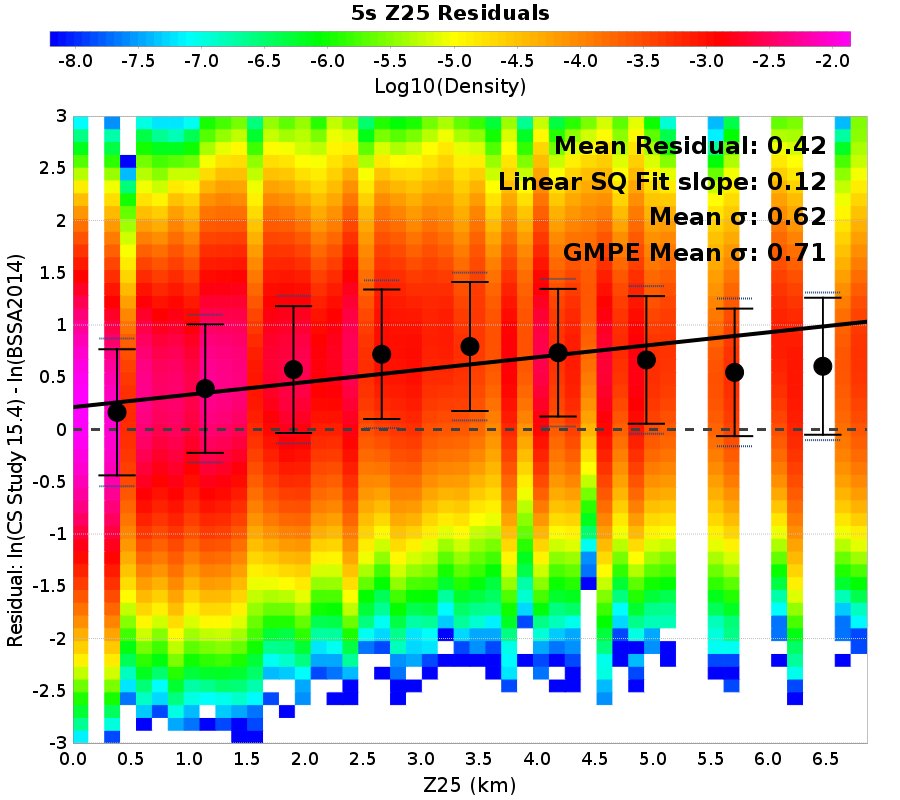 5s Z25 Residuals
-8.0 -7.5 -7.0 -6.5 -6.0 -5.5 -5.0 -4.5 -4.0 -3.5 -3.0 -2.5 -2.0
Log10(Density)
Mean Residual: 0.42
Linear SQ Fit slope: 0.12
Mean σ: 0.62
GMPE Mean σ: 0.71
Residual: ln(CS Study 15.4) - ln(BSSA2014)
3
2.5
2
1.5
1
0.5
0
-0.5
-1
-1.5
-2
-2.5
-3
0.0 0.5 1.0 1.5 2.0 2.5 3.0 3.5 4.0 4.5 5.0 5.5 6.0 6.5
Z25 (km)